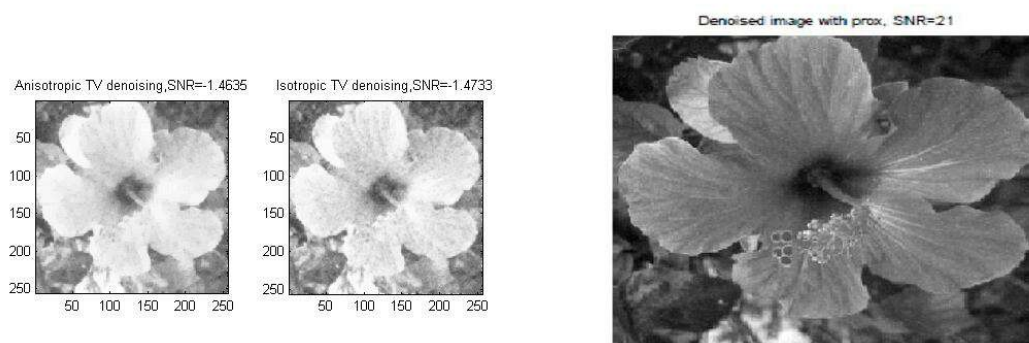 Denoised image with prox, SNR=21
Anisotropic TV denoising,SNR=-1.4635
Isotropic TV denoising,SNR=-1.4733
50
100
150
200
250
50 100 150 200 250
50
100
150
200
250
50 100 150 200 250